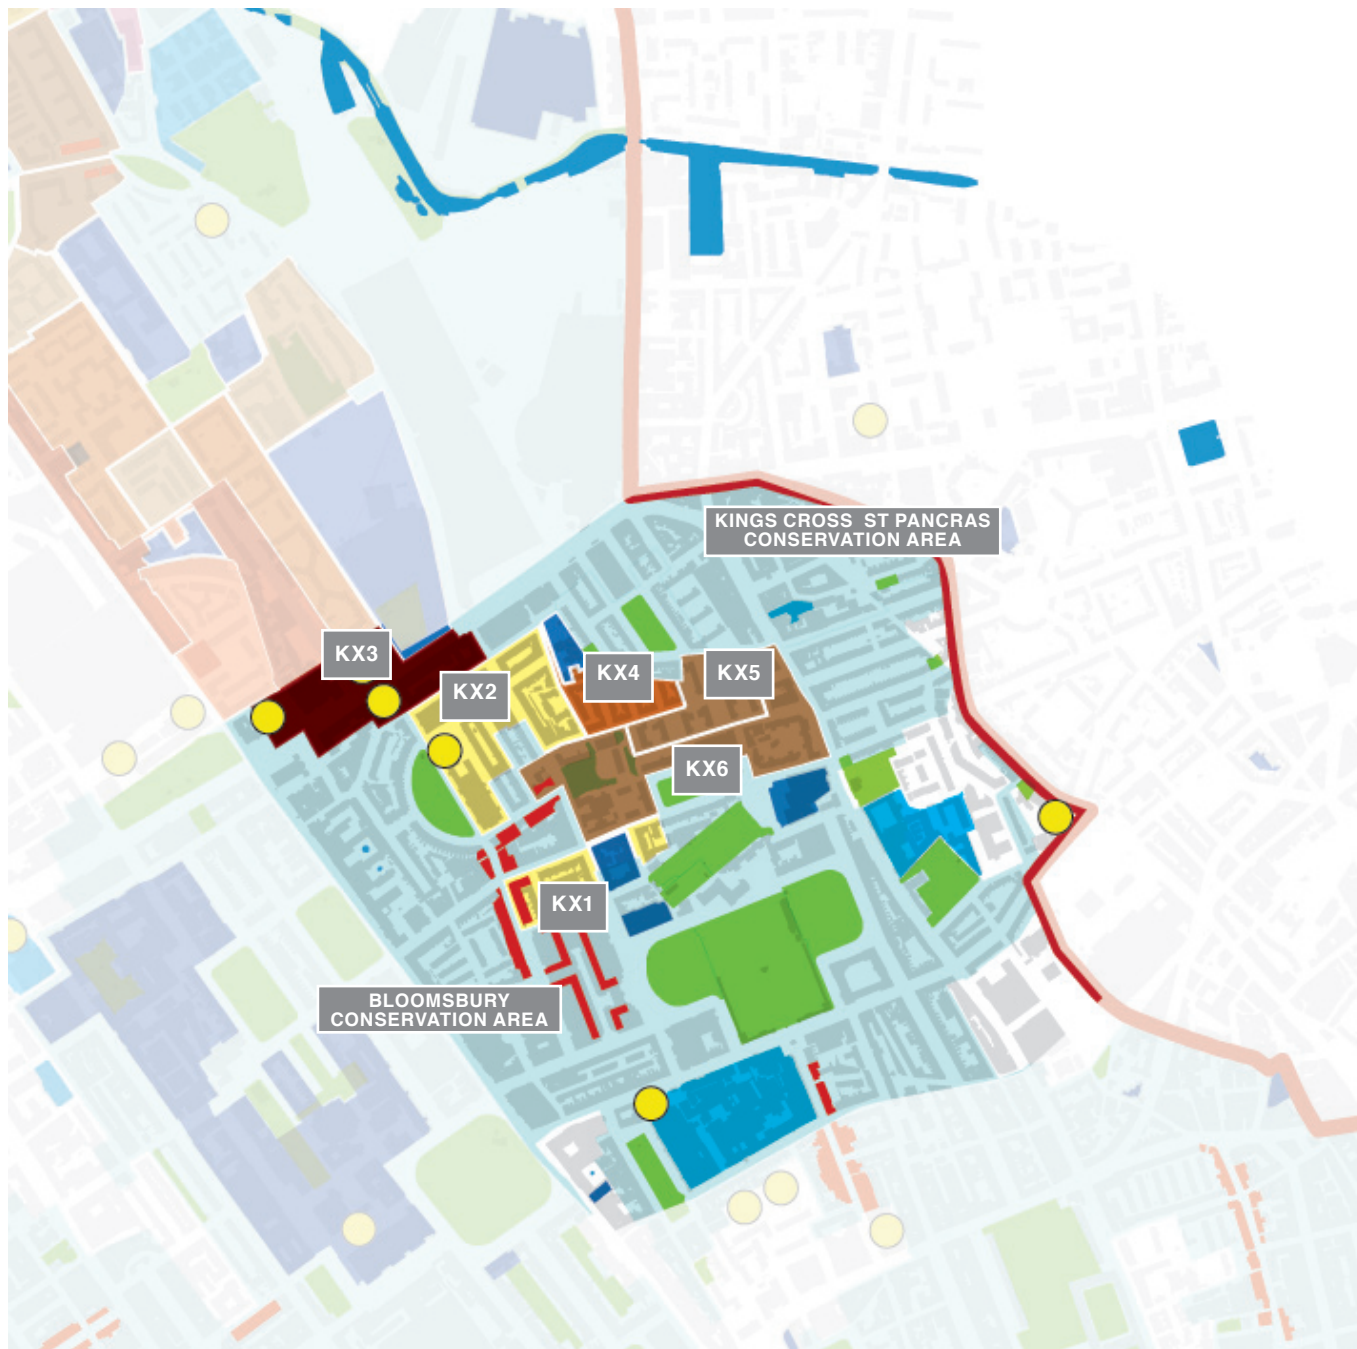 KINGS CROSS ST PANCRAS
CONSERVATION AREA
KX3
KX2
KX4
KX5
KX6
KX1
BLOOMSBURY
CONSERVATION AREA